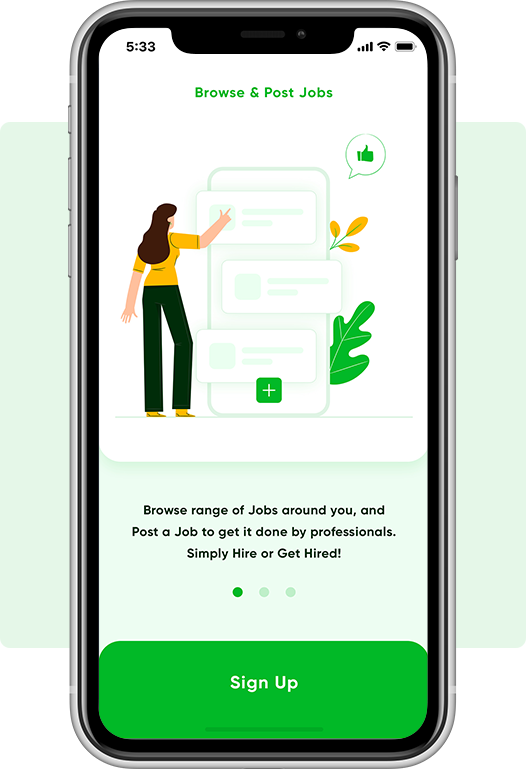 5:33
Browse & Post Jobs
Browse range of Jobs around you, and
Post a Job to get it done by professionals.
Simply Hire or Get Hired!
Sign Up